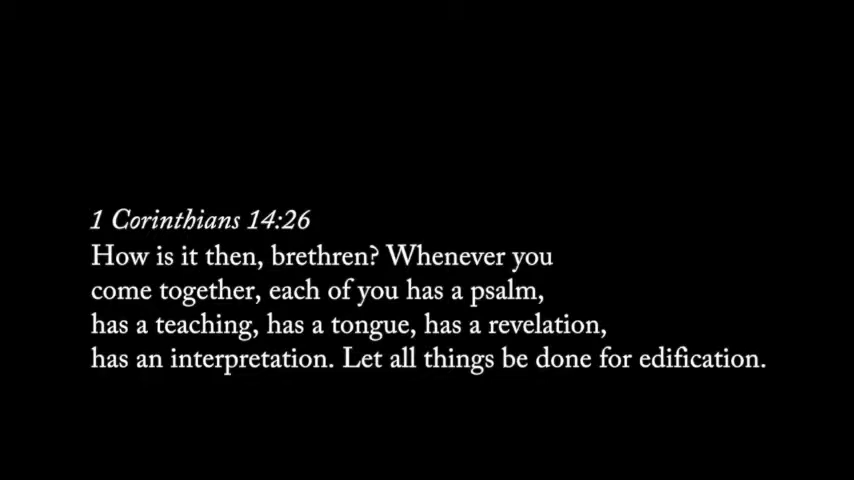 1 Corinthians 14:26
How is it then, brethren? Whenever you
come together, each of you has a psalm,
has a teaching, has a tongue, has a revelation,
has an interpretation. Let all things be done for edification.